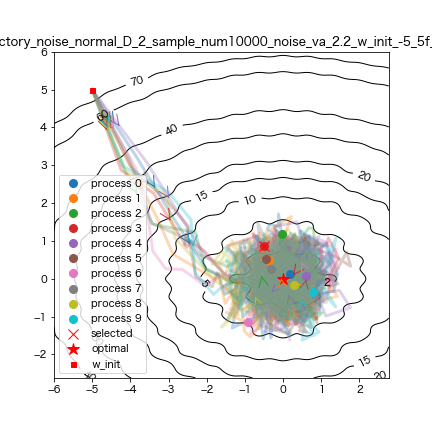 ctory_noise_normal_D_2_sample_num10000_noise_va_2.2_w_init_-5_5f_
6
5
4
3
2
1
0
−1
−2
70
60
40
20
15
10
5
2
15
20
process 0
process 1
process 2
process 3
process 4
process 5
process 6
process 7
process 8
process 9
selected
optimal
w_init
−6 −5 −4 −3 −2 −1 0 1 2